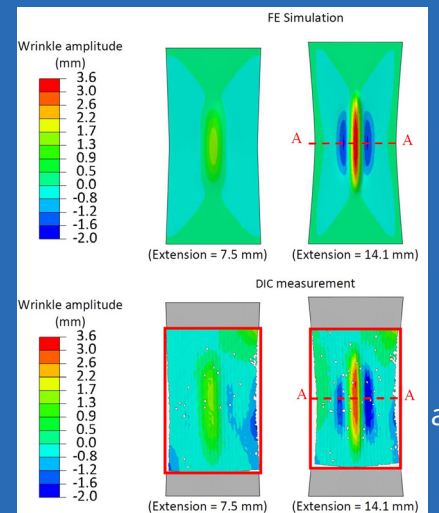 FE Simulation
Wrinkle amplitude
(mm)
3.6
3.0
2.6
2.2
1.7
1.3
0.9
0.5
0.0
-0.8
-1.2
-1.6
-2.0
A
A
(Extension = 7.5 mm)
(Extension = 14.1 mm)
DIC measurement
Wrinkle amplitude
(mm)
3.6
3.0
2.6
2.2
1.7
1.3
0.9
0.5
0.0
-0.8
-1.2
-1.6
-2.0
A
A
a
(Extension = 7.5 mm)
(Extension = 14.1 mm)